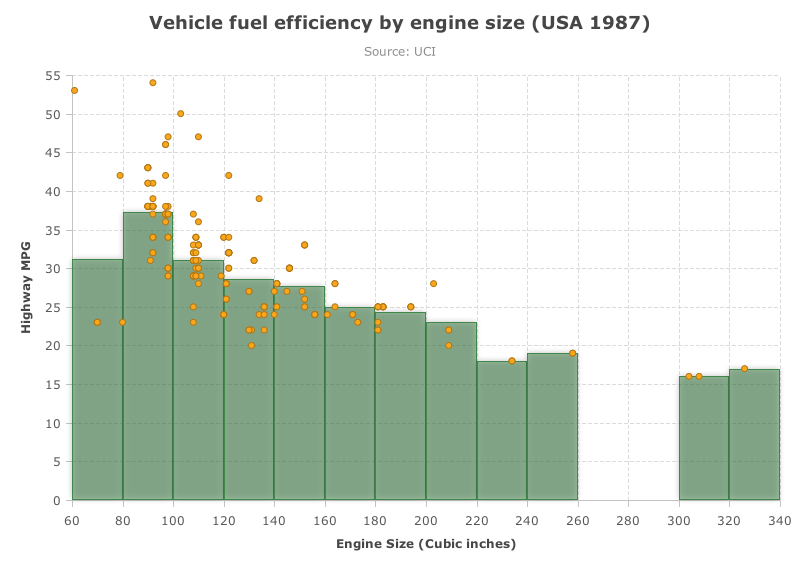 Vehicle fuel efficiency by engine size (USA 1987)
Source: UCI
55
50
45
40
35
30
25
20
15
10
5
0
Highway MPG
60 80 100 120 140 160 180 200 220 240 260 280 300 320 340
Engine Size (Cubic inches)